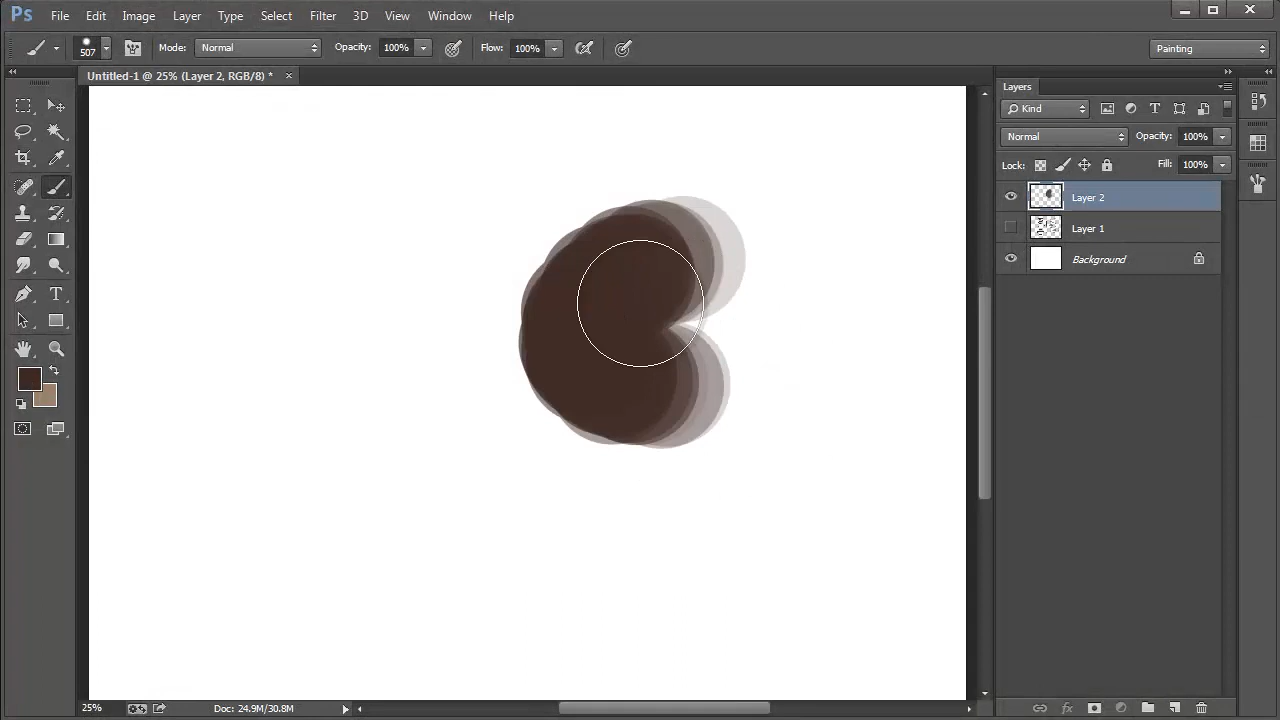 Ps File Edit Image Layer Type Select Filter 3D View Window Help
507 Mode: Normal Opacity: 100% Flow: 100% Painting
Untitled-1 @ 25% (Layer 2, RGB/8) *
Layers
Kind
Normal Opacity: 100%
Lock: Fill: 100%
Layer 2
Layer 1
Background
25% Doc: 24.9M/30.8M